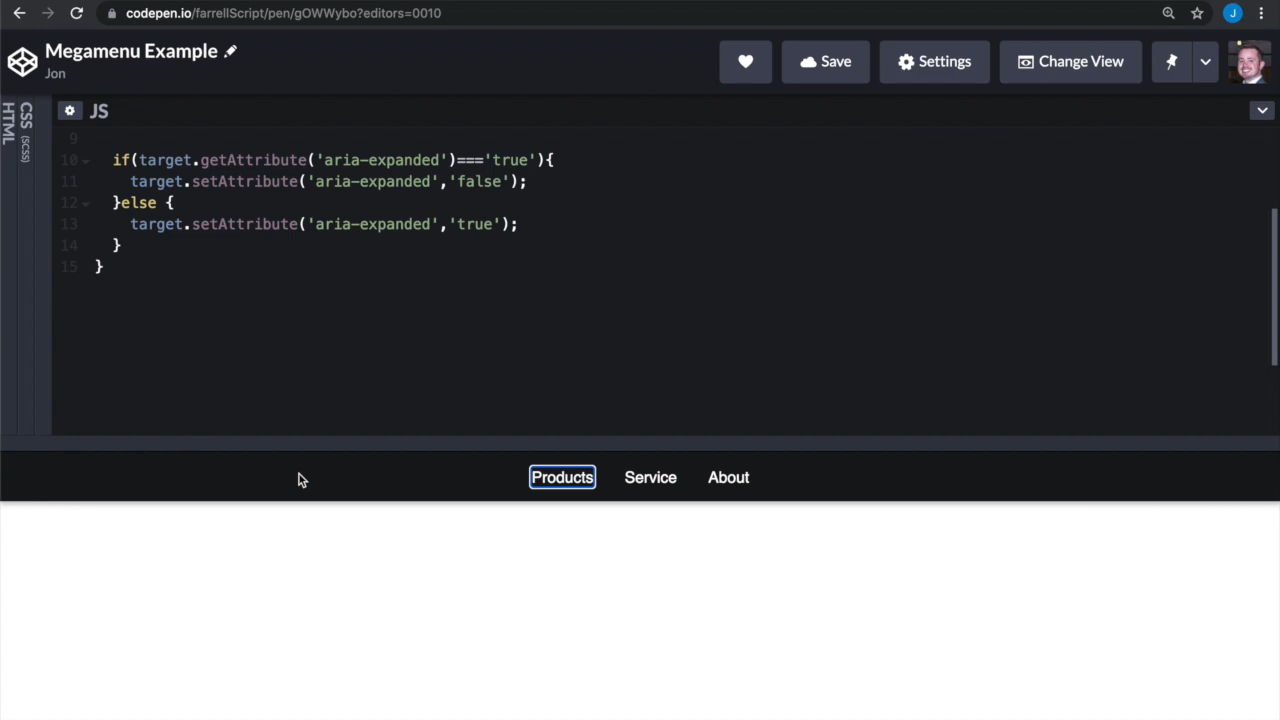 codepen.io/farrellScript/pen/gOWWybo?editors=0010
J
Megamenu Example
Jon
Save
Settings
Change View
HTML
CSS (SCSS)
JS
9
10 if(target.getAttribute('aria-expanded')==='true'){
11 target.setAttribute('aria-expanded','false');
12 }else {
13 target.setAttribute('aria-expanded','true');
14 }
15 }
Products Service About